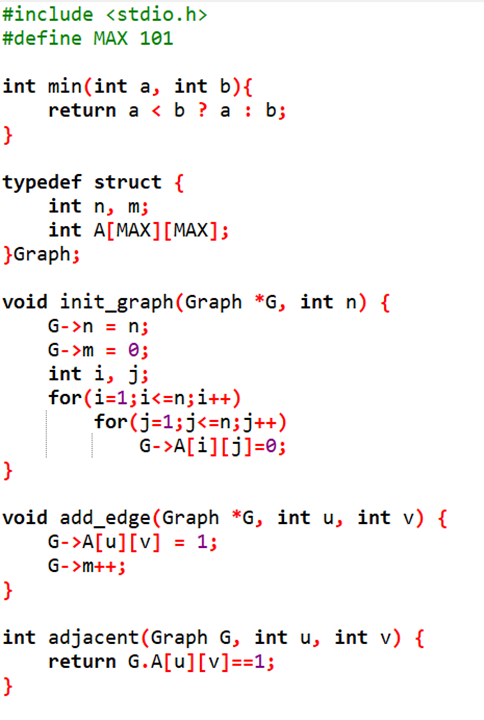 #include <stdio.h>
#define MAX 101

int min(int a, int b){
    return a < b ? a : b;
}

typedef struct {
    int n, m;
    int A[MAX][MAX];
}Graph;

void init_graph(Graph *G, int n) {
    G->n = n;
    G->m = 0;
    int i, j;
    for(i=1;i<=n;i++)
        for(j=1;j<=n;j++)
            G->A[i][j]=0;
}

void add_edge(Graph *G, int u, int v) {
    G->A[u][v] = 1;
    G->m++;
}

int adjacent(Graph G, int u, int v) {
    return G.A[u][v]==1;
}